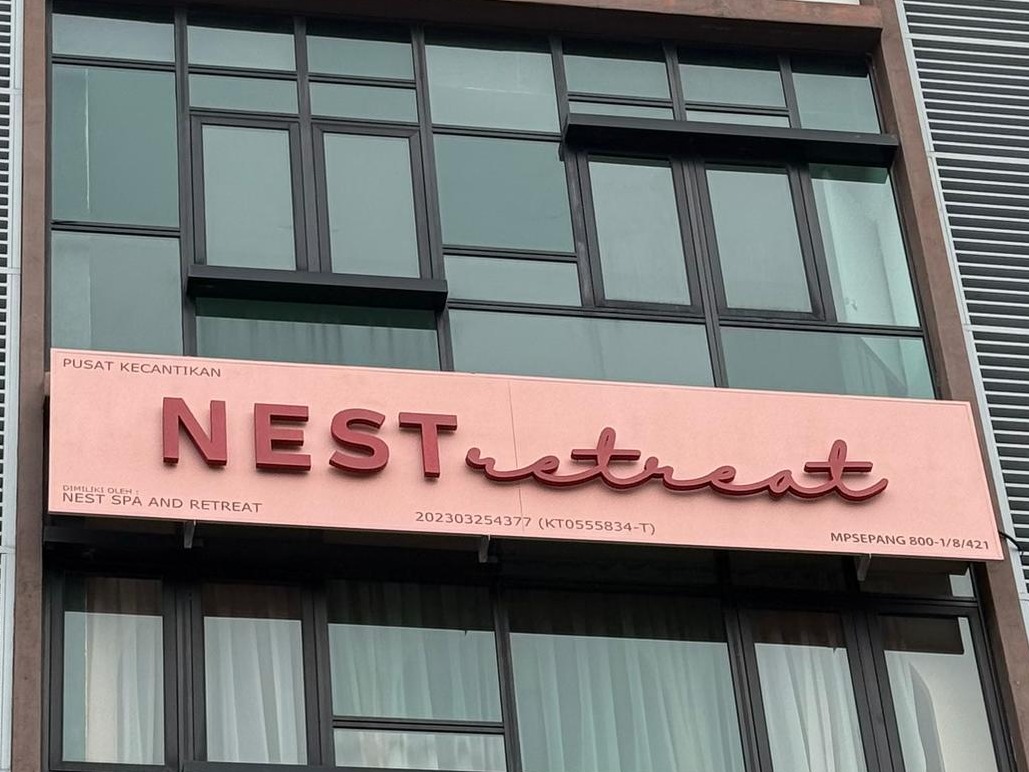 PUSAT KECANTIKAN
NEST retreat
DIMILIKI OLEH :
NEST SPA AND RETREAT
202303254377 (KT0555834-T)
MPSEPANG 800-1/8/421